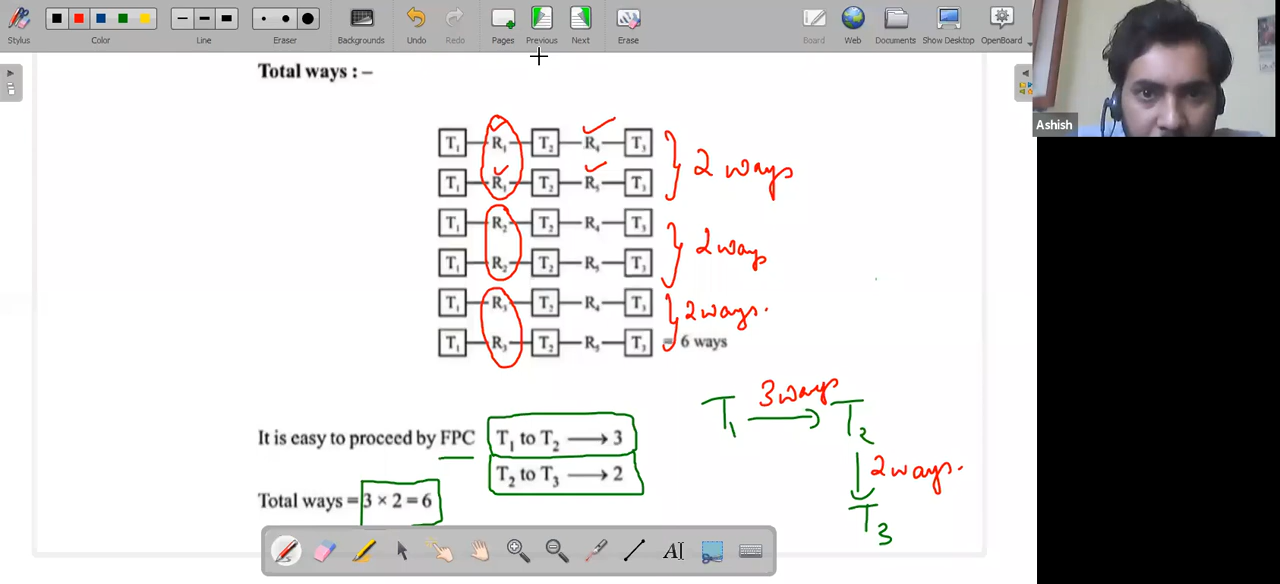 Stylus Color Line Eraser Backgrounds Undo Redo Pages Previous Next Erase Board Web Documents Show Desktop OpenBoard
Ashish
Total ways : –
T₁ R₁ T₂ R₄ T₃
T₁ R₁ T₂ R₅ T₃
2 ways
T₁ R₂ T₂ R₄ T₃
T₁ R₂ T₂ R₅ T₃
2 ways
T₁ R₃ T₂ R₄ T₃
T₁ R₃ T₂ R₅ T₃ = 6 ways
2 ways.
T₁ 3 ways T₂
2 ways.
T₃
It is easy to proceed by FPC T₁ to T₂ ⟶ 3
T₂ to T₃ ⟶ 2
Total ways = 3 × 2 = 6